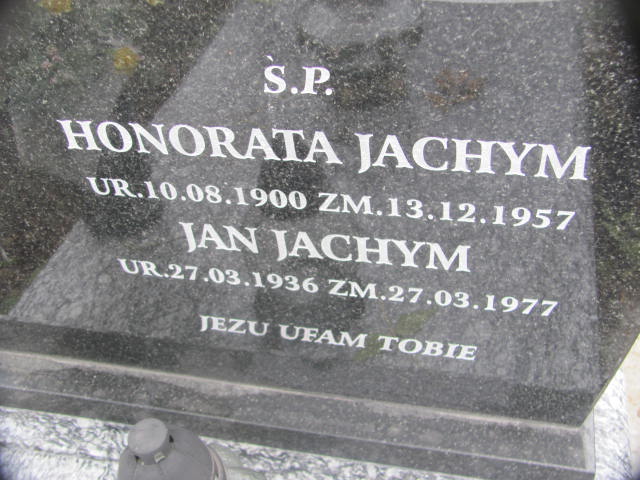 Ś.P.
HONORATA JACHYM
UR.10.08.1900 ZM.13.12.1957
JAN JACHYM
UR.27.03.1936 ZM.27.03.1977
JEZU UFAM TOBIE